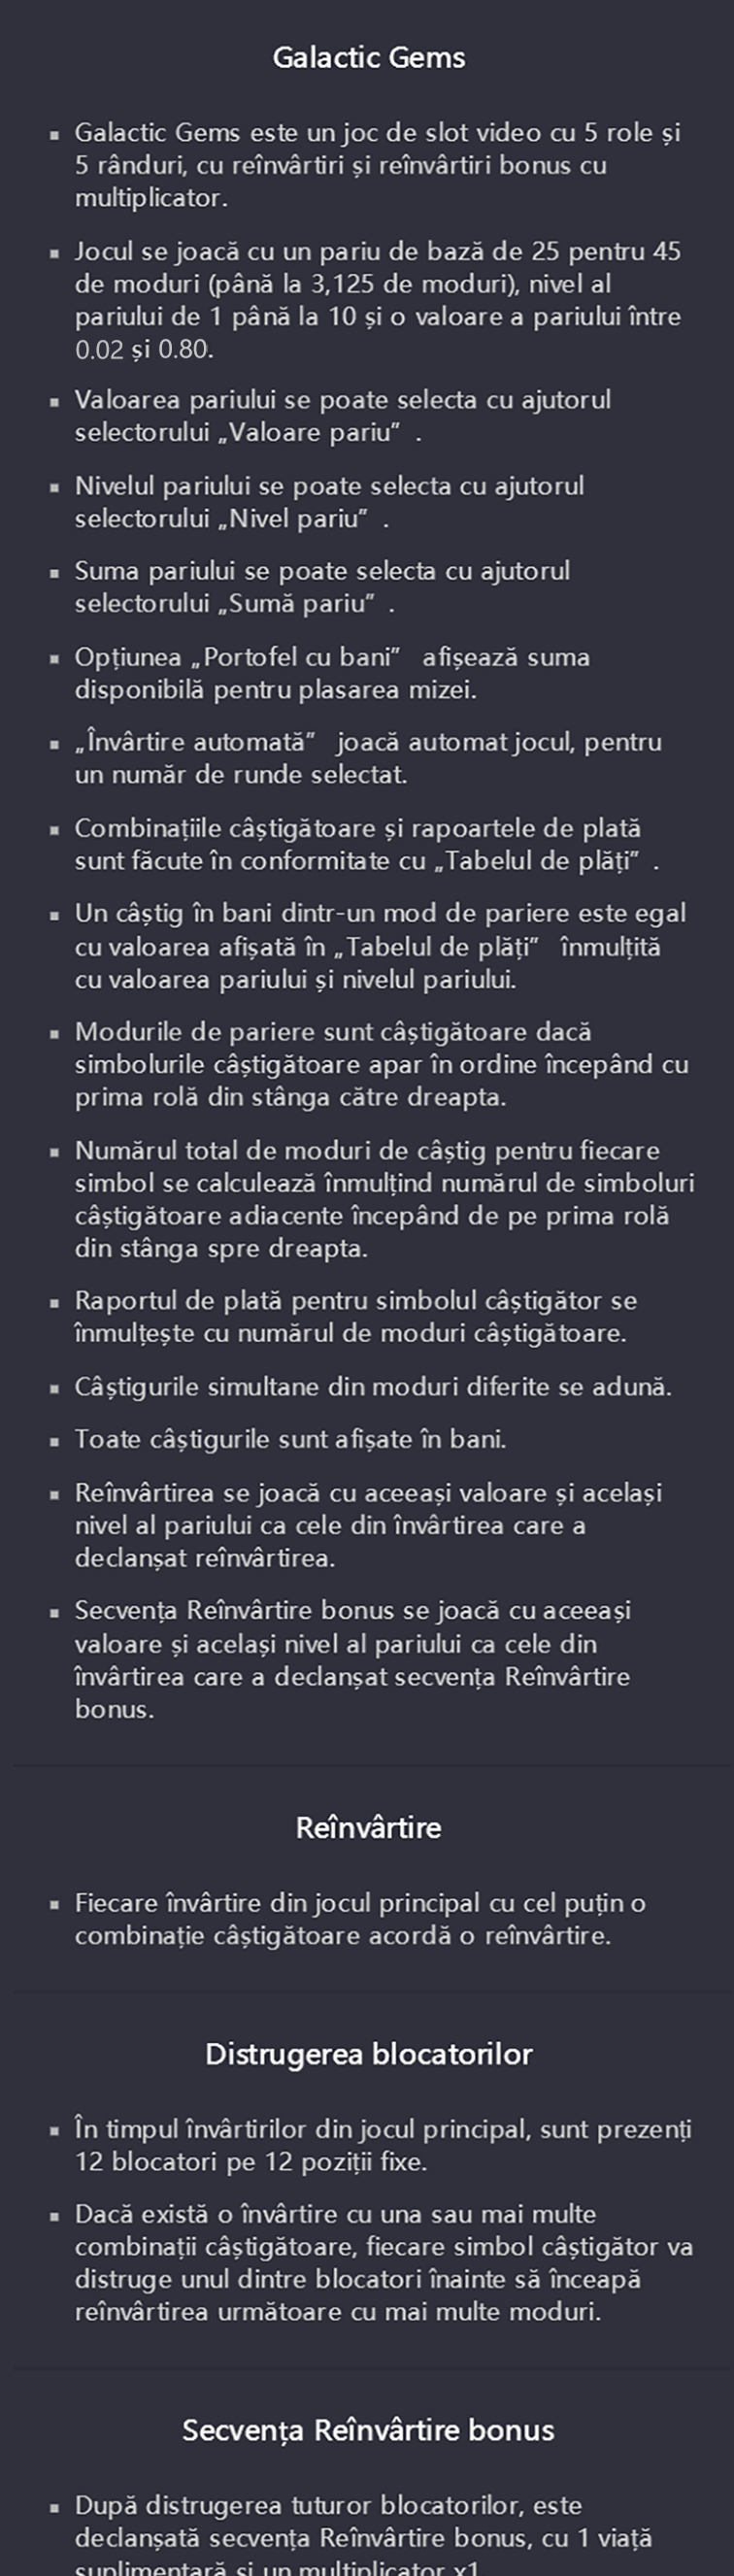 Galactic Gems
Galactic Gems este un joc de slot video cu 5 role și
5 rânduri, cu reînvârtiri și reînvârtiri bonus cu
multiplicator.
Jocul se joacă cu un pariu de bază de 25 pentru 45
de moduri (până la 3,125 de moduri), nivel al
pariului de 1 până la 10 și o valoare a pariului între
0.02 și 0.80.
Valoarea pariului se poate selecta cu ajutorul
selectorului „Valoare pariu” .
Nivelul pariului se poate selecta cu ajutorul
selectorului „Nivel pariu” .
Suma pariului se poate selecta cu ajutorul
selectorului „Sumă pariu” .
Opțiunea „Portofel cu bani” afișează suma
disponibilă pentru plasarea mizei.
„Învârtire automată” joacă automat jocul, pentru
un număr de runde selectat.
Combinațiile câștigătoare și rapoartele de plată
sunt făcute în conformitate cu „Tabelul de plăți” .
Un câștig în bani dintr-un mod de pariere este egal
cu valoarea afișată în „Tabelul de plăți” înmulțită
cu valoarea pariului și nivelul pariului.
Modurile de pariere sunt câștigătoare dacă
simbolurile câștigătoare apar în ordine începând cu
prima rolă din stânga către dreapta.
Numărul total de moduri de câștig pentru fiecare
simbol se calculează înmulțind numărul de simboluri
câștigătoare adiacente începând de pe prima rolă
din stânga spre dreapta.
Raportul de plată pentru simbolul câștigător se
înmulțește cu numărul de moduri câștigătoare.
Câștigurile simultane din moduri diferite se adună.
Toate câștigurile sunt afișate în bani.
Reînvârtirea se joacă cu aceeași valoare și același
nivel al pariului ca cele din învârtirea care a
declanșat reînvârtirea.
Secvența Reînvârtire bonus se joacă cu aceeași
valoare și același nivel al pariului ca cele din
învârtirea care a declanșat secvența Reînvârtire
bonus.
Reînvârtire
Fiecare învârtire din jocul principal cu cel puțin o
combinație câștigătoare acordă o reînvârtire.
Distrugerea blocatorilor
În timpul învârtirilor din jocul principal, sunt prezenți
12 blocatori pe 12 poziții fixe.
Dacă există o învârtire cu una sau mai multe
combinații câștigătoare, fiecare simbol câștigător va
distruge unul dintre blocatori înainte să înceapă
reînvârtirea următoare cu mai multe moduri.
Secvența Reînvârtire bonus
După distrugerea tuturor blocatorilor, este
declanșată secvența Reînvârtire bonus, cu 1 viață
suplimentară și un multiplicator x1